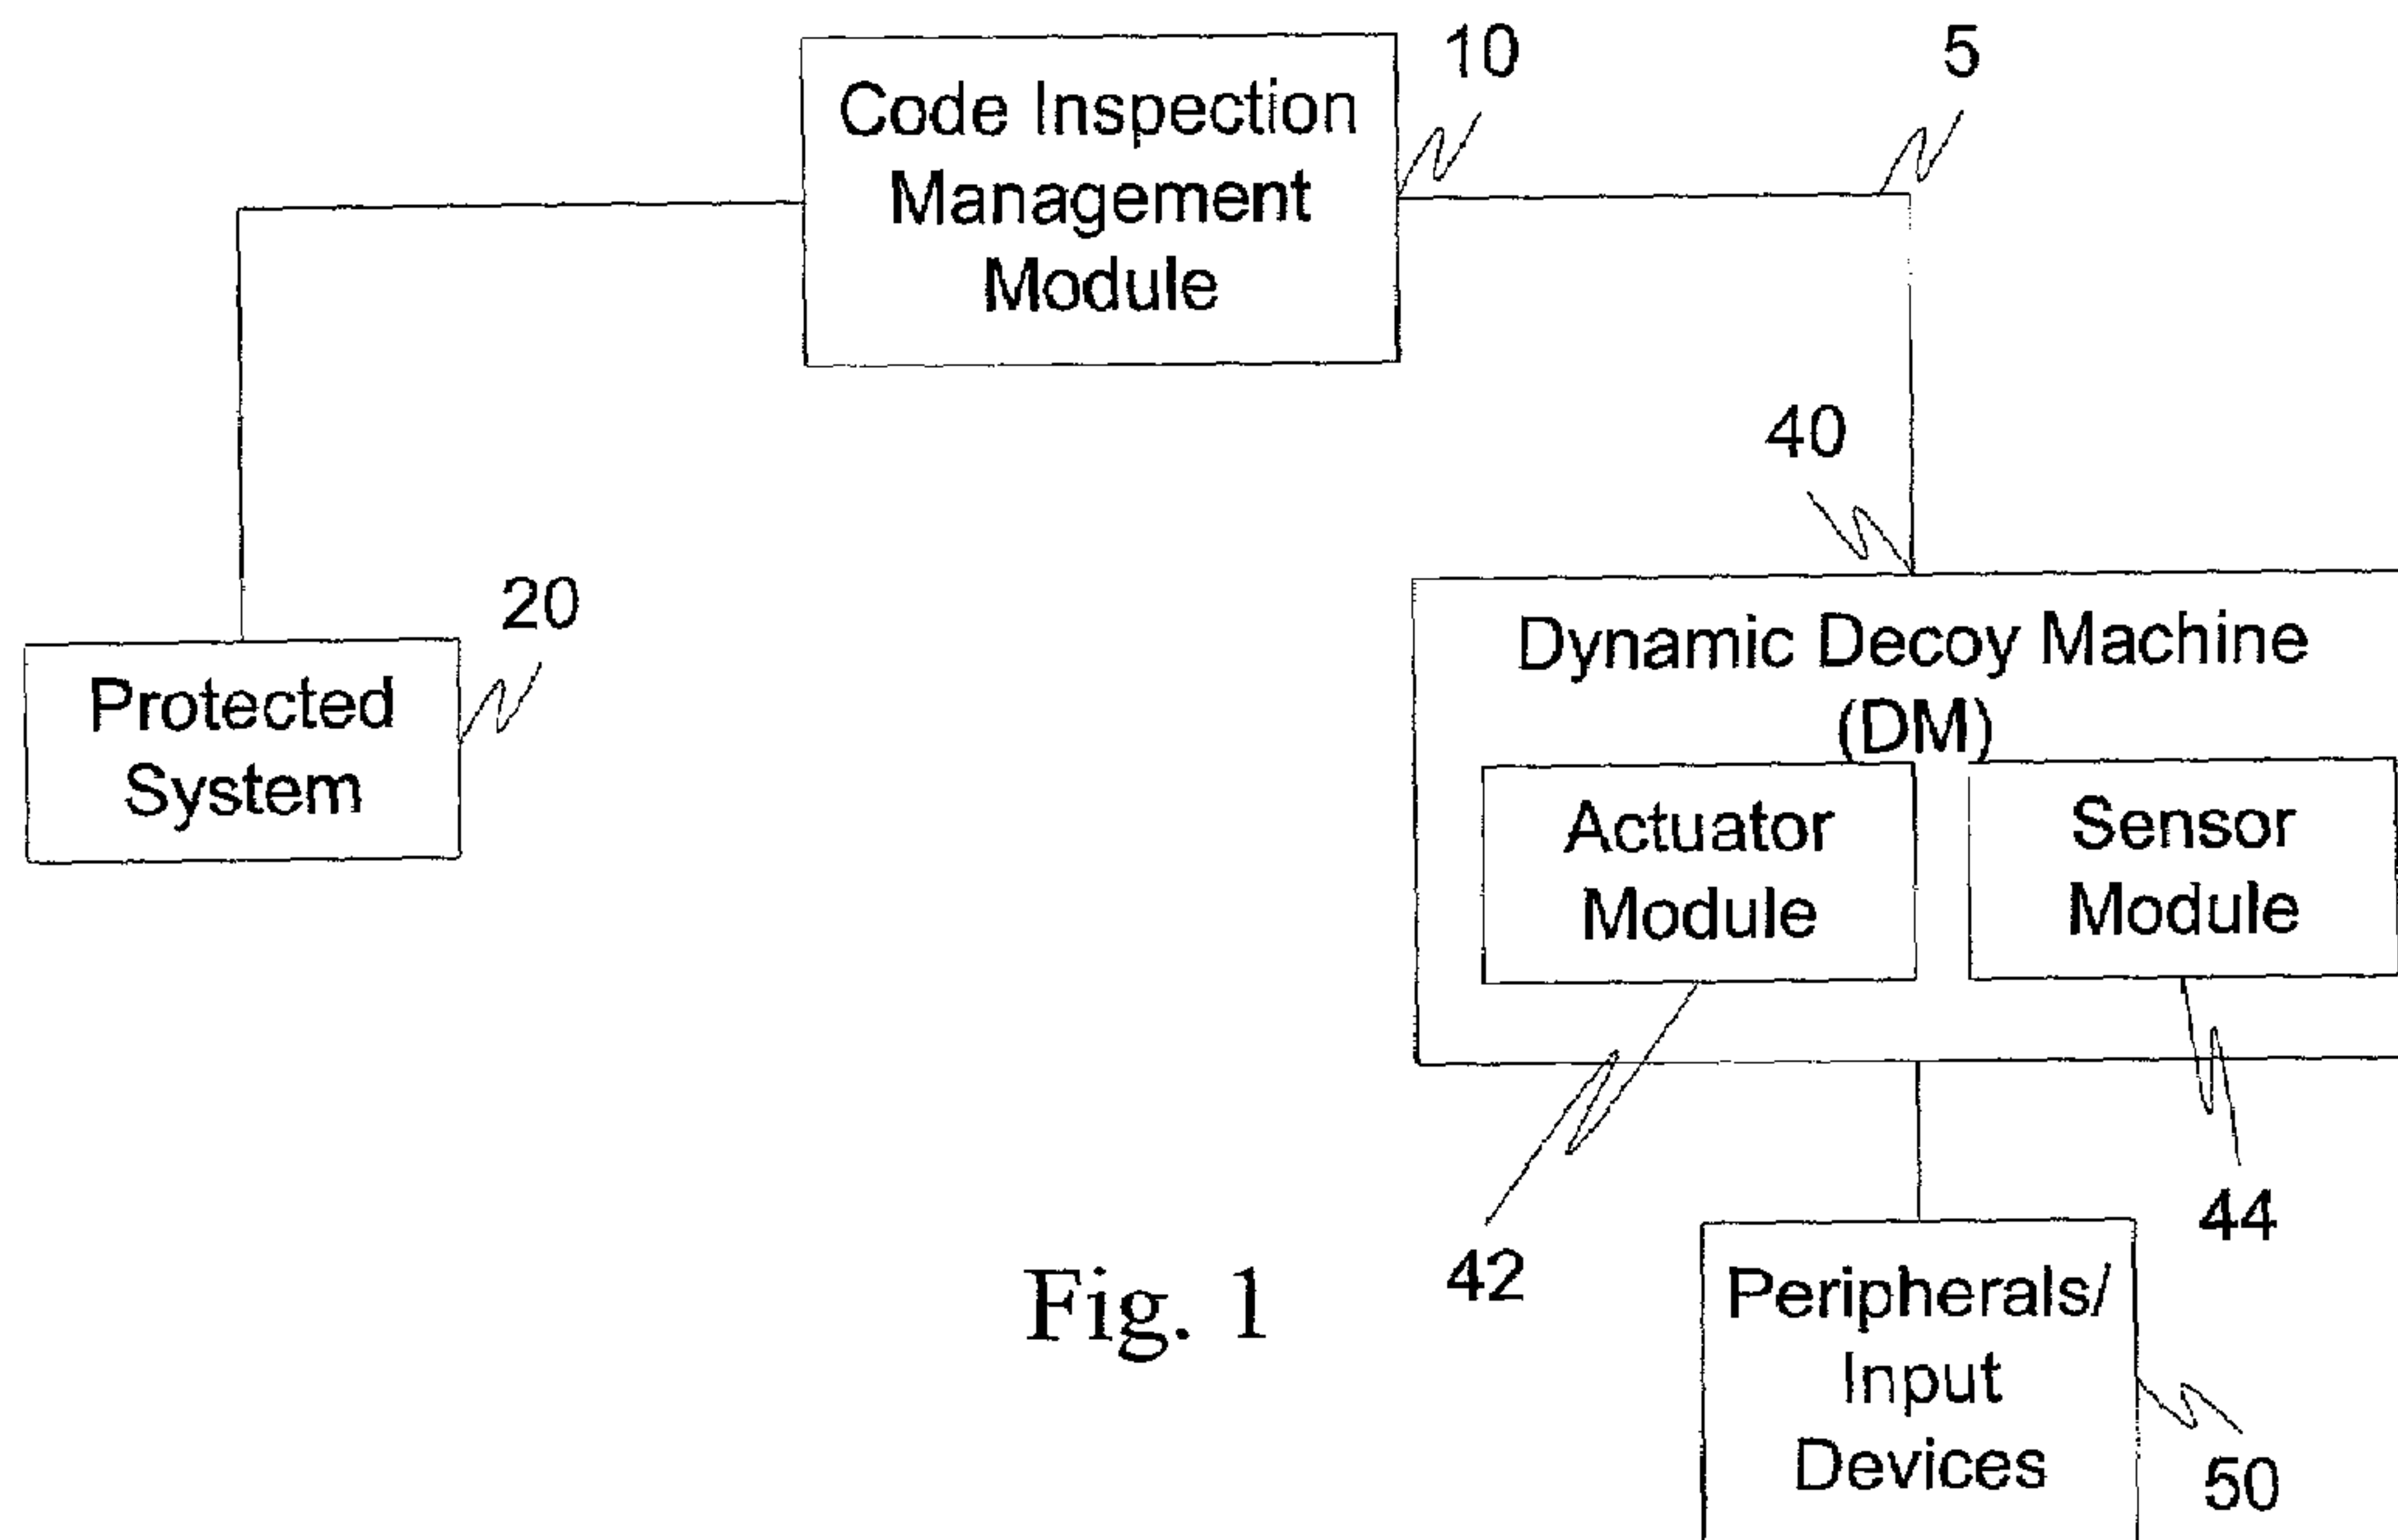 10
5
Code Inspection
Management
Module
40
20
Protected
System
Dynamic Decoy Machine
(DM)
Actuator
Module
Sensor
Module
42
44
Fig. 1
Peripherals/
Input
Devices
50